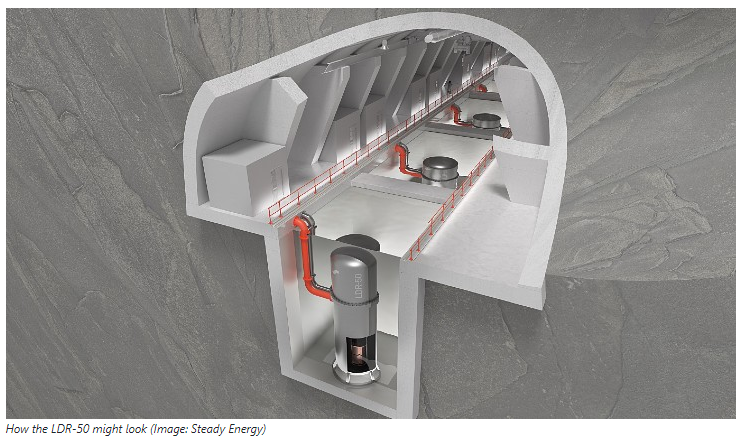 LDR-50
How the LDR-50 might look (Image: Steady Energy)